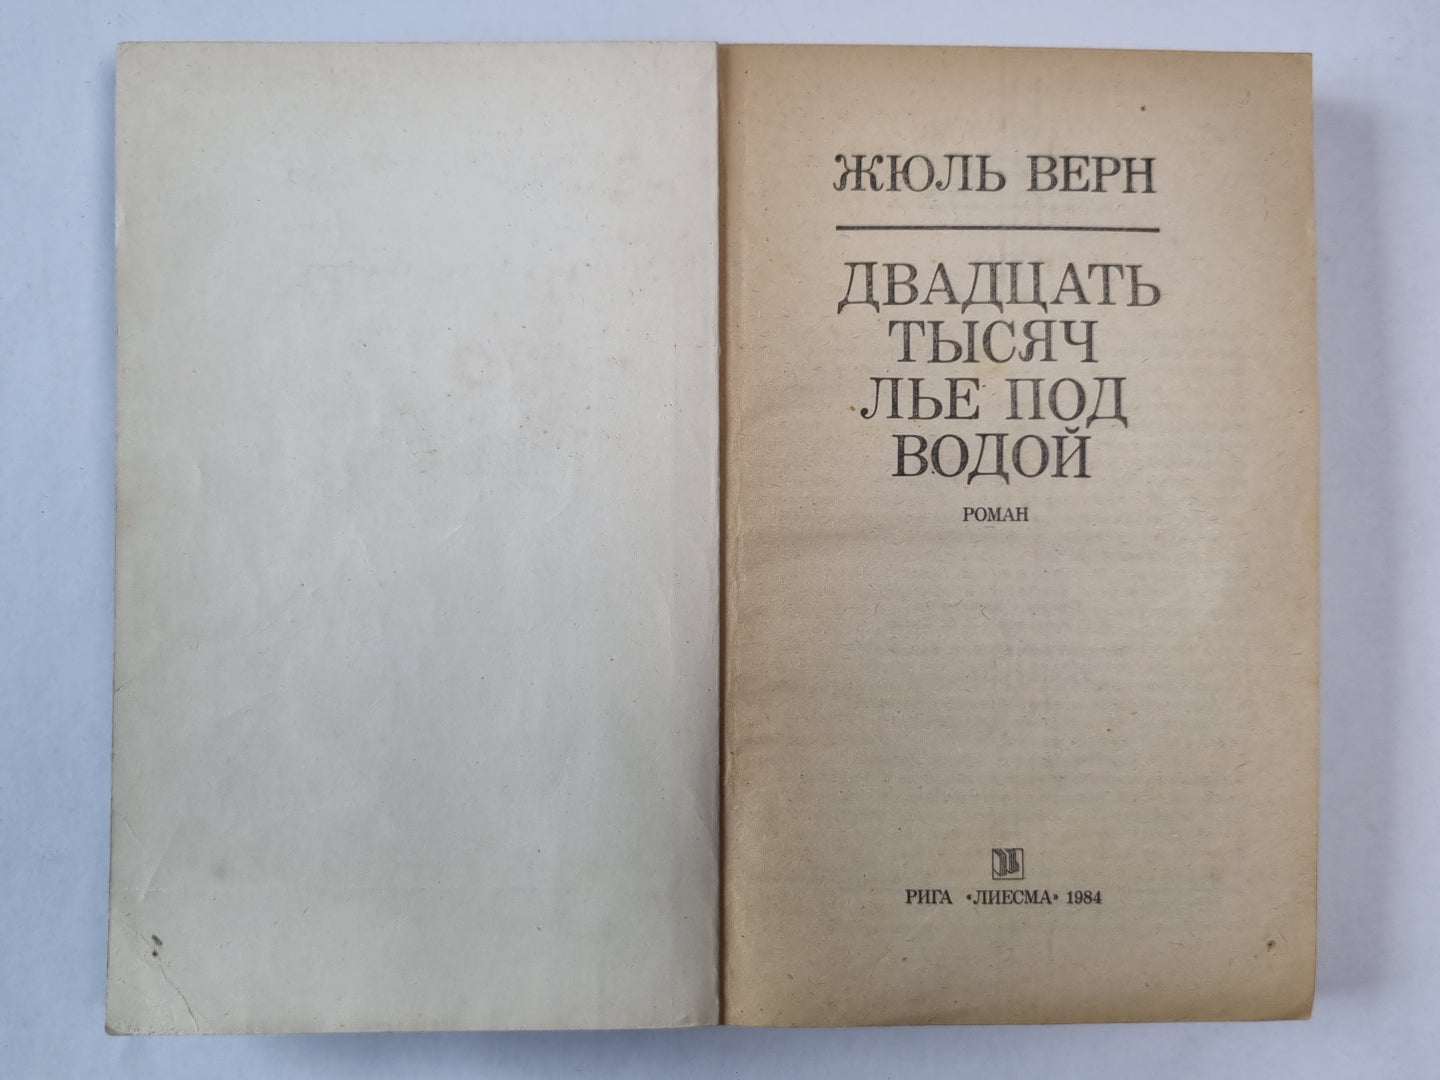 ЖЮЛЬ ВЕРН
ДВАДЦАТЬ
ТЫСЯЧ
ЛЬЕ ПОД
ВОДОЙ
РОМАН
РИГА «ЛИЕСМА» 1984